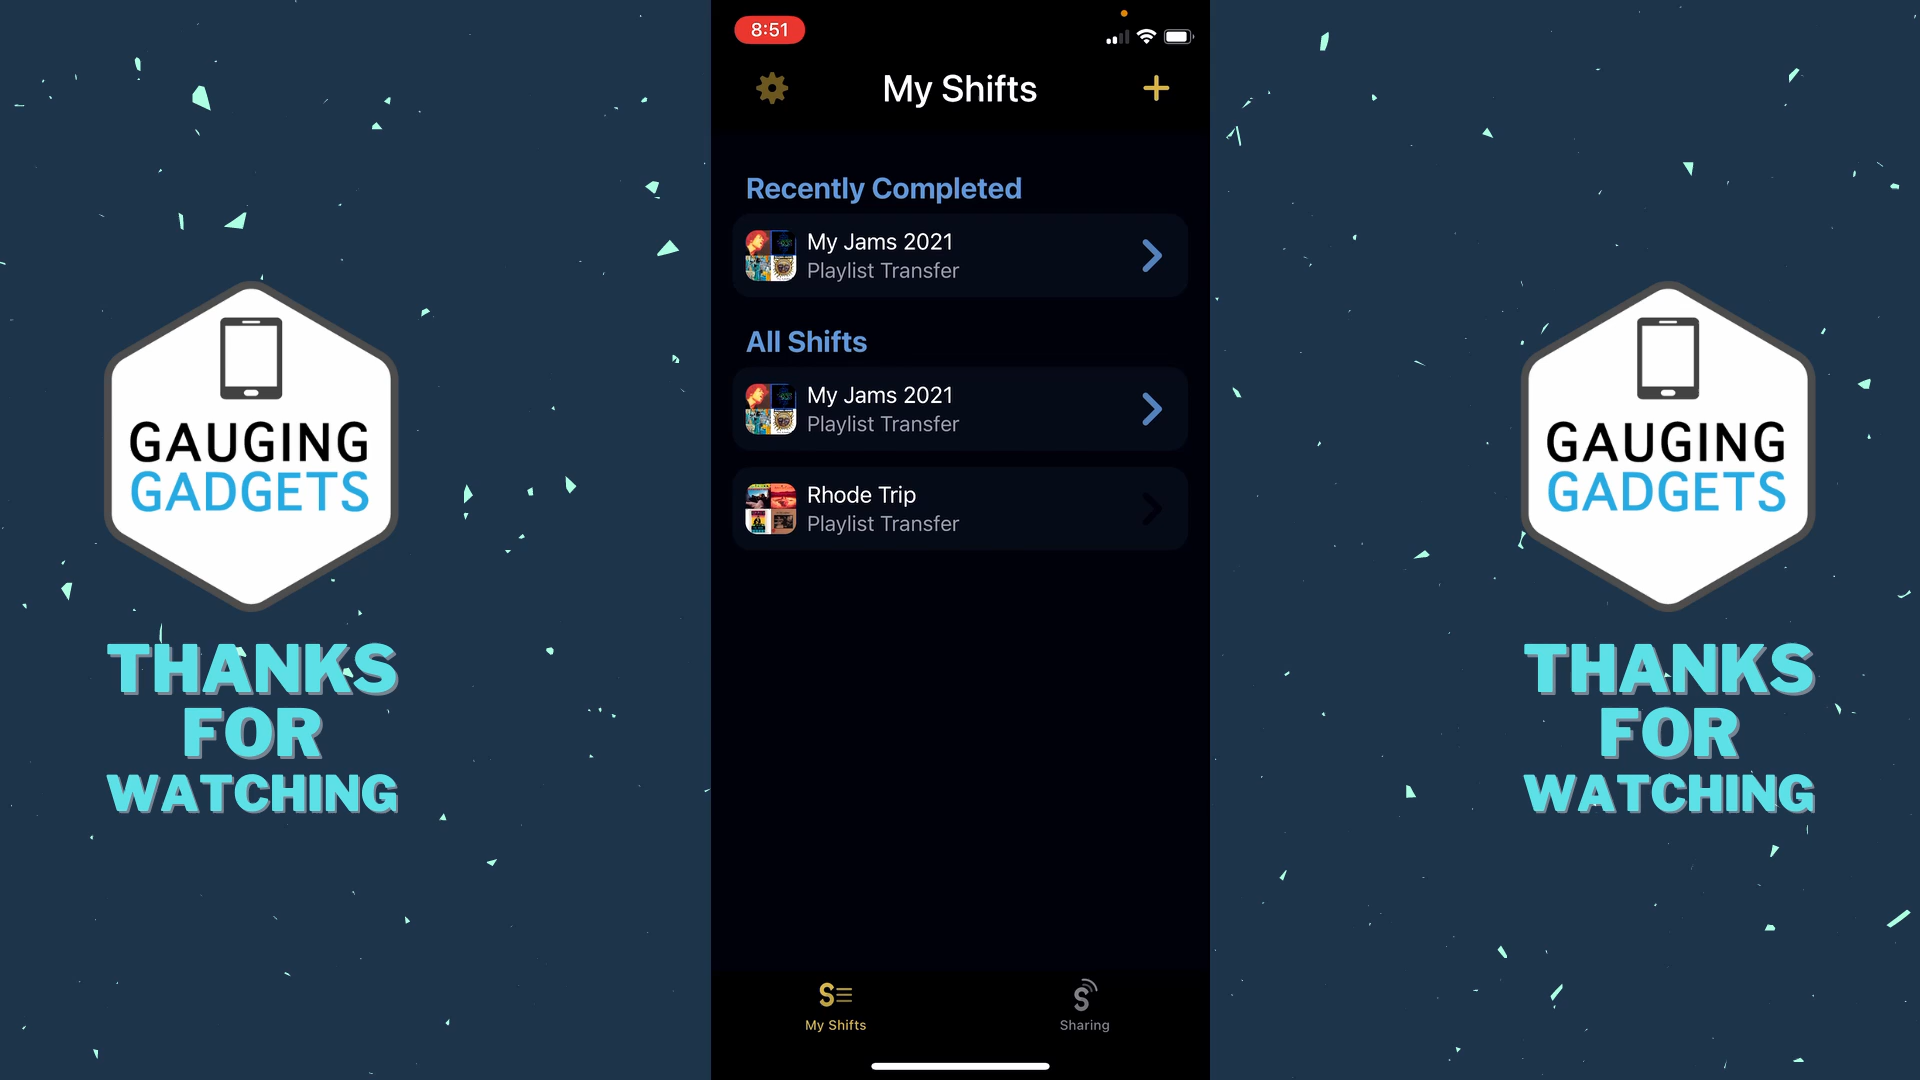 8:51
My Shifts
Recently Completed
My Jams 2021
Playlist Transfer
All Shifts
My Jams 2021
Playlist Transfer
Rhode Trip
Playlist Transfer
My Shifts
Sharing
GAUGING
GADGETS
THANKS
FOR
WATCHING
GAUGING
GADGETS
THANKS
FOR
WATCHING